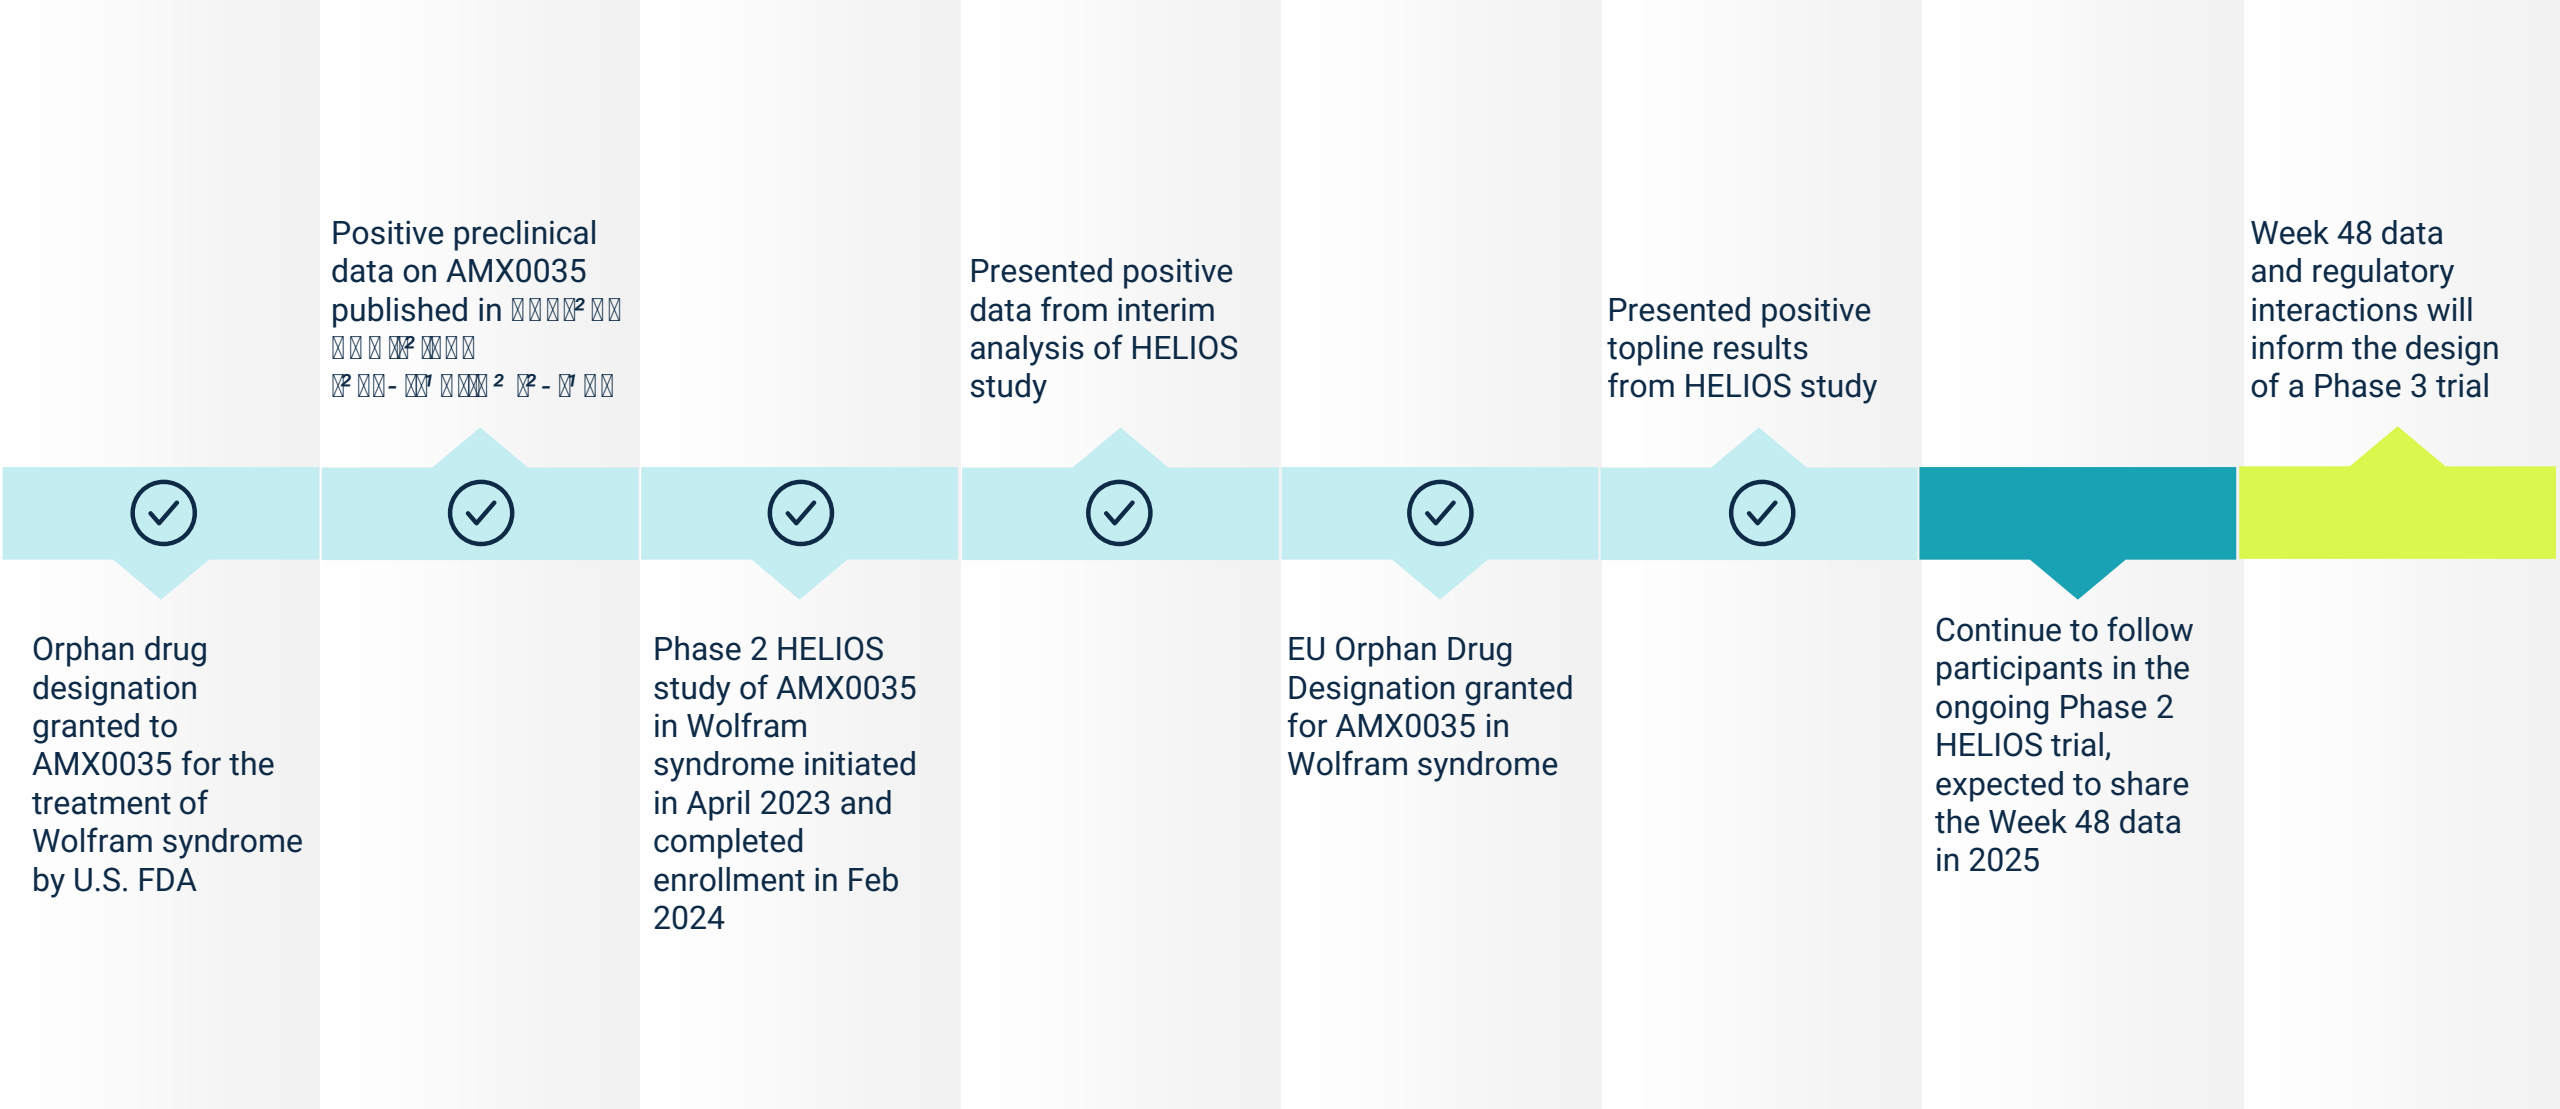 Orphan drug
designation
granted to
AMX0035 for the
treatment of
Wolfram syndrome
by U.S. FDA
Positive preclinical
data on AMX0035
published in
Phase 2 HELIOS
study of AMX0035
in Wolfram
syndrome initiated
in April 2023 and
completed
enrollment in Feb
2024
Presented positive
data from interim
analysis of HELIOS
study
EU Orphan Drug
Designation granted
for AMX0035 in
Wolfram syndrome
Presented positive
topline results
from HELIOS study
Continue to follow
participants in the
ongoing Phase 2
HELIOS trial,
expected to share
the Week 48 data
in 2025
Week 48 data
and regulatory
interactions will
inform the design
of a Phase 3 trial